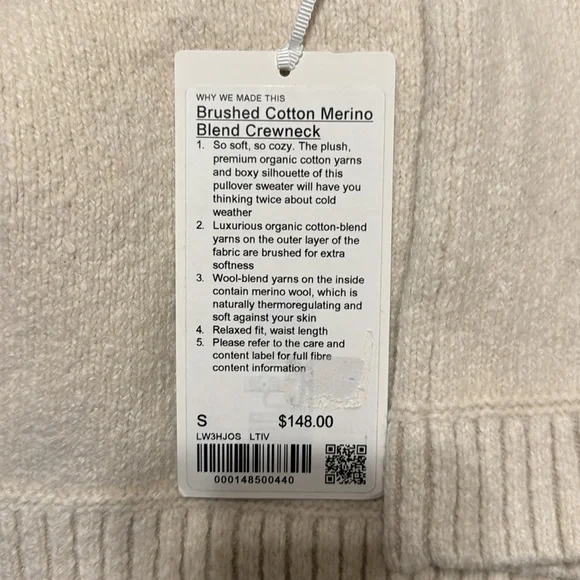 WHY WE MADE THIS
Brushed Cotton Merino
Blend Crewneck
1. So soft, so cozy. The plush,
premium organic cotton yarns
and boxy silhouette of this
pullover sweater will have you
thinking twice about cold
weather
2. Luxurious organic cotton-blend
yarns on the outer layer of the
fabric are brushed for extra
softness
3. Wool-blend yarns on the inside
contain merino wool, which is
naturally thermoregulating and
soft against your skin
4. Relaxed fit, waist length
5. Please refer to the care and
content label for full fibre
content information
S $148.00
LW3HJOS LTIV
000148500440